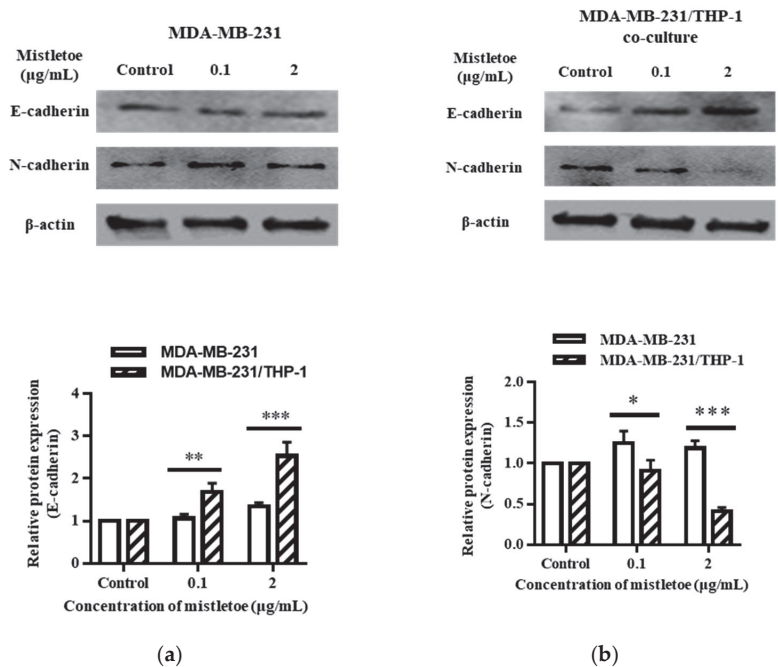 MDA-MB-231
Mistletoe
(μg/mL) Control 0.1 2
E-cadherin
N-cadherin
β-actin
MDA-MB-231/THP-1
co-culture
Mistletoe
(μg/mL) Control 0.1 2
E-cadherin
N-cadherin
β-actin
MDA-MB-231
MDA-MB-231/THP-1
Relative protein expression
(E-cadherin)
4
3
2
1
0
**
***
Control 0.1 2
Concentration of mistletoe (μg/mL)
(a)
MDA-MB-231
MDA-MB-231/THP-1
Relative protein expression
(N-cadherin)
2.0
1.5
1.0
0.5
0.0
*
***
Control 0.1 2
Concentration of mistletoe (μg/mL)
(b)